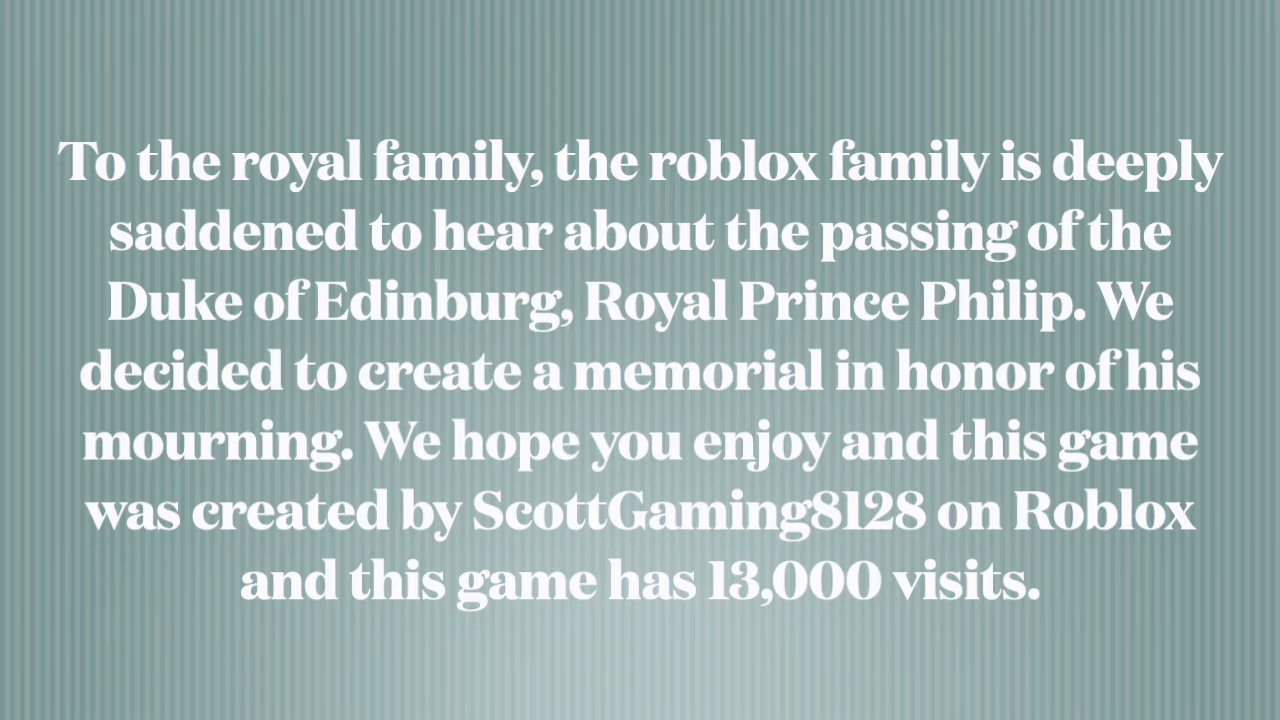 To the royal family, the roblox family is deeply
saddened to hear about the passing of the
Duke of Edinburg, Royal Prince Philip. We
decided to create a memorial in honor of his
mourning. We hope you enjoy and this game
was created by ScottGaming8128 on Roblox
and this game has 13,000 visits.